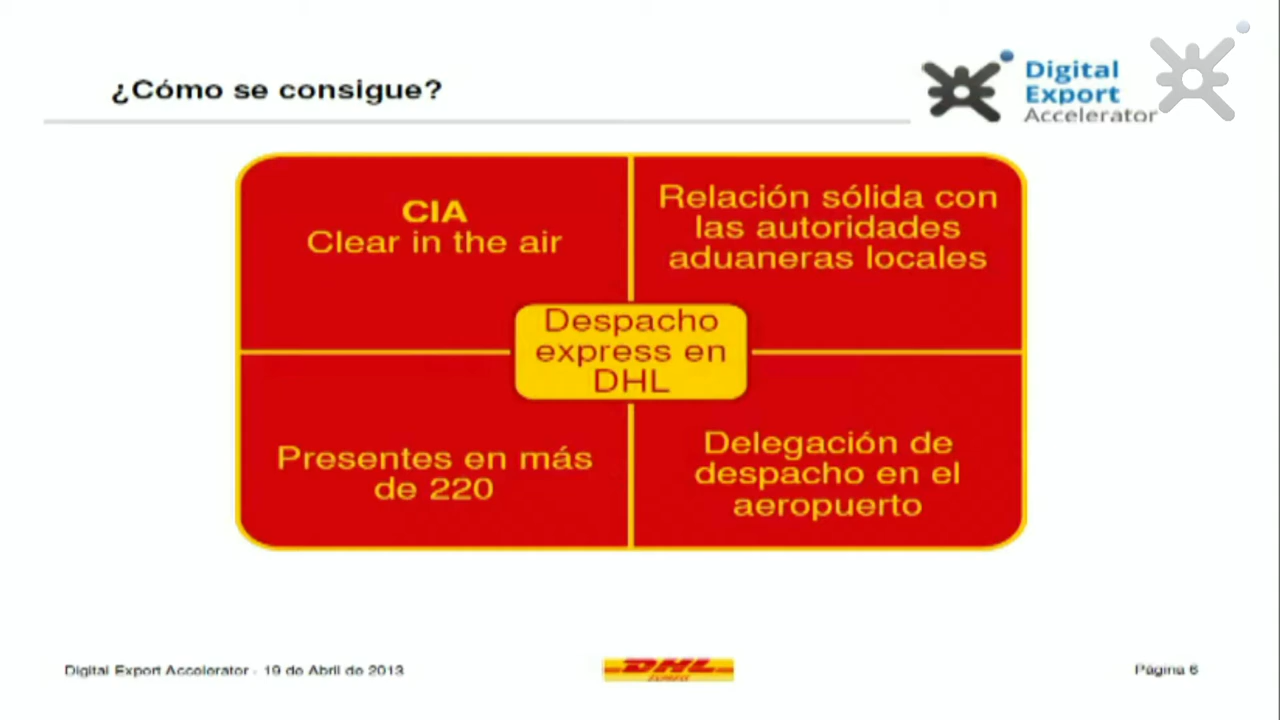 ¿Cómo se consigue?
Digital
Export
Accelerator
CIA
Clear in the air
Relación sólida con
las autoridades
aduaneras locales
Despacho
express en
DHL
Presentes en más
de 220
Delegación de
despacho en el
aeropuerto
Digital Export Accelerator - 19 de Abril de 2013
DHL
EXPRESS
Página 6